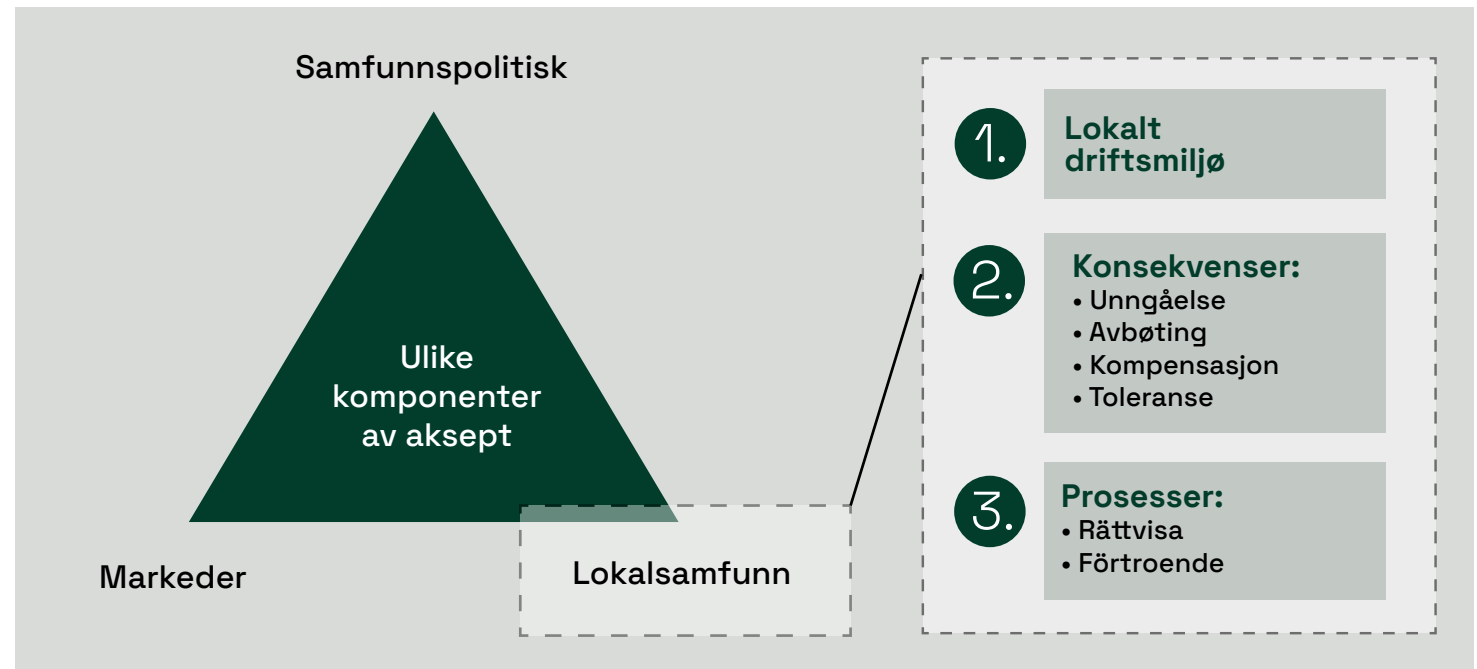 Samfunnspolitisk
Ulike
komponenter
av aksept
Markeder
Lokalsamfunn
1.
Lokalt
driftsmiljø
2.
Konsekvenser:
• Unngåelse
• Avbøting
• Kompensasjon
• Toleranse
3.
Prosesser:
• Rättvisa
• Förtroende